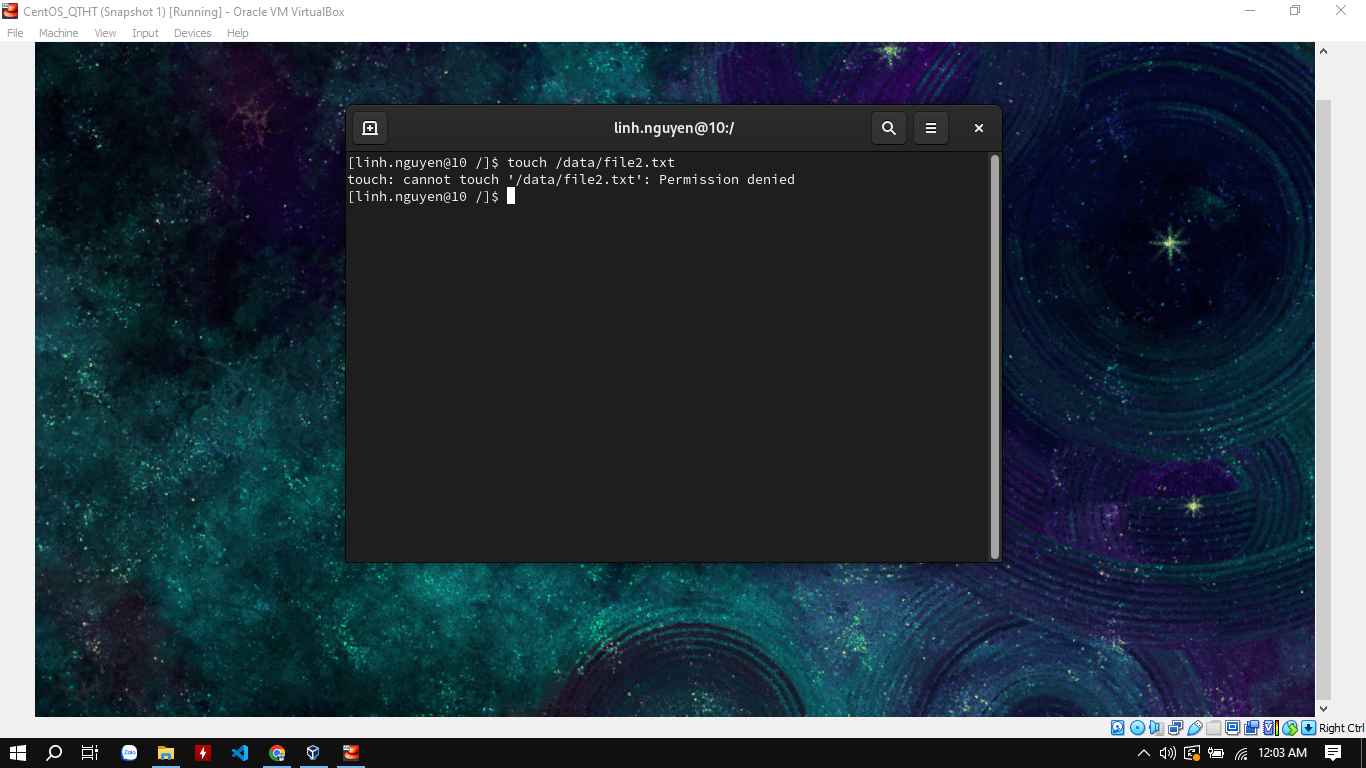 CentOS_QTHT (Snapshot 1) [Running] - Oracle VM VirtualBox
File Machine View Input Devices Help
linh.nguyen@10:/
[linh.nguyen@10 /]$ touch /data/file2.txt
touch: cannot touch '/data/file2.txt': Permission denied
[linh.nguyen@10 /]$
Right Ctrl
Zalo
12:03 AM